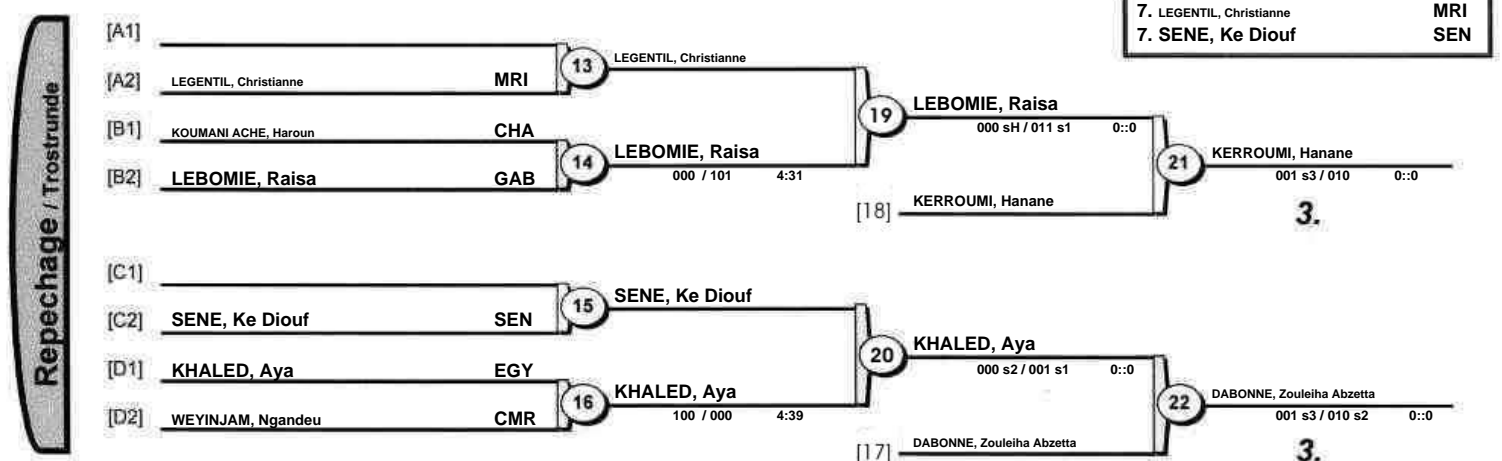 7. LEGENTIL, Christianne MRI
7. SENE, Ke Diouf SEN
Repechage / Trostrunde
[A1]
[A2] LEGENTIL, Christianne MRI
13
LEGENTIL, Christianne
[B1] KOUMANI ACHE, Haroun CHA
[B2] LEBOMIE, Raisa GAB
14
LEBOMIE, Raisa
000 / 101 4:31
19
LEBOMIE, Raisa
000 sH / 011 s1 0::0
[18] KERROUMI, Hanane
21
KERROUMI, Hanane
001 s3 / 010 0::0
3.
[C1]
[C2] SENE, Ke Diouf SEN
15
SENE, Ke Diouf
[D1] KHALED, Aya EGY
[D2] WEYINJAM, Ngandeu CMR
16
KHALED, Aya
100 / 000 4:39
20
KHALED, Aya
000 s2 / 001 s1 0::0
[17] DABONNE, Zouleiha Abzetta
22
DABONNE, Zouleiha Abzetta
001 s3 / 010 s2 0::0
3.